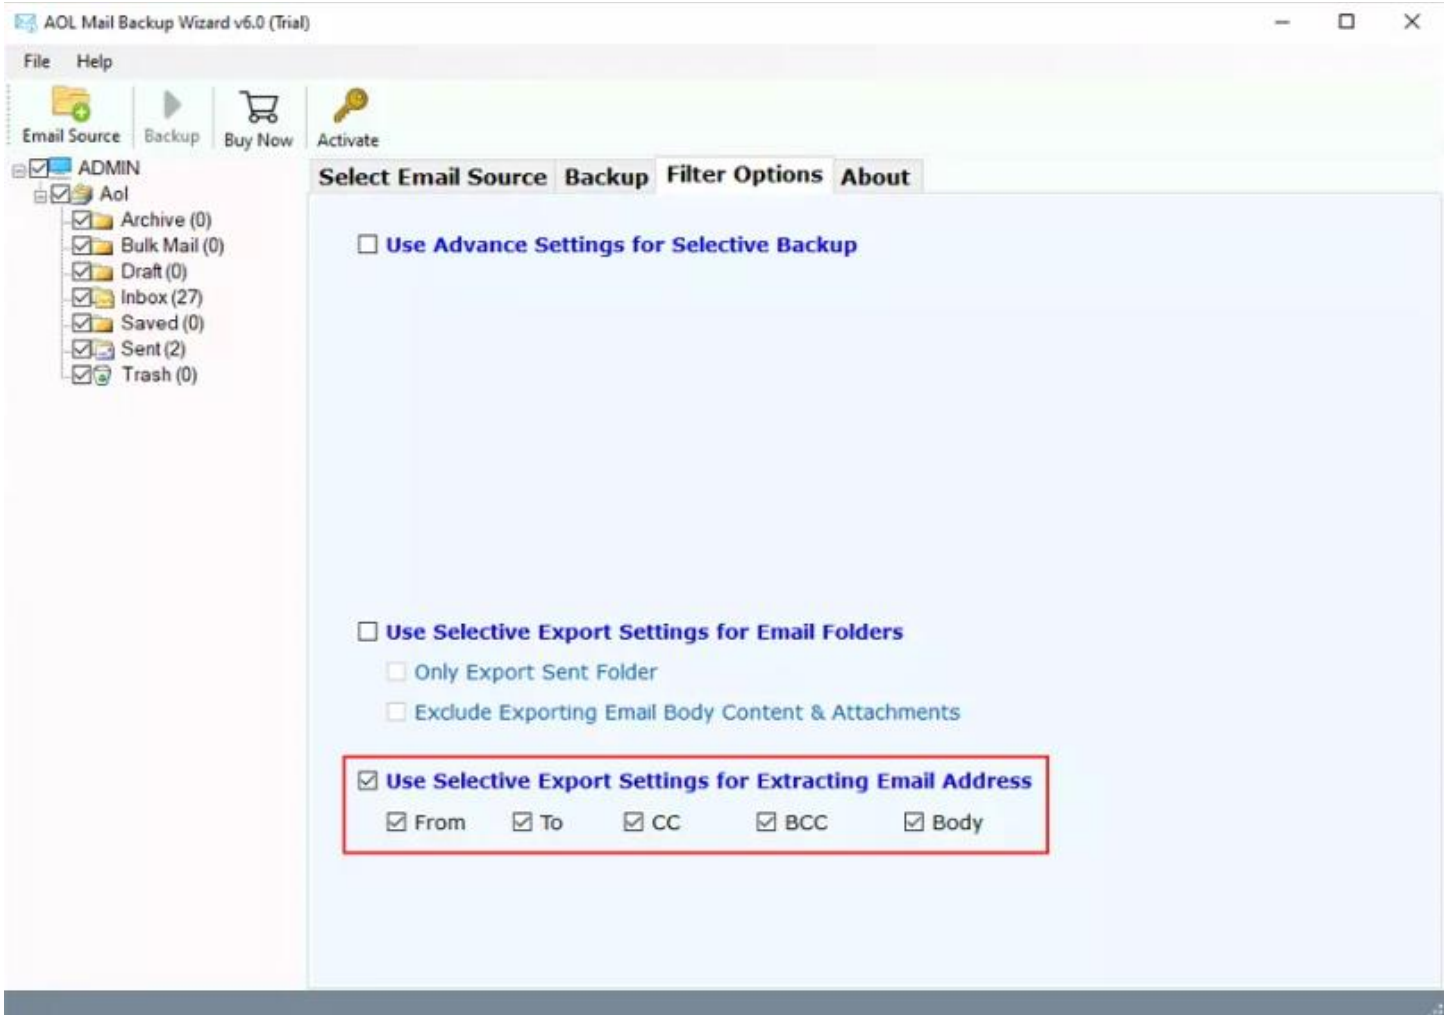 AOL Mail Backup Wizard v6.0 (Trial)
File Help
Email Source Backup Buy Now Activate
ADMIN
Aol
Archive (0)
Bulk Mail (0)
Draft (0)
Inbox (27)
Saved (0)
Sent (2)
Trash (0)
Select Email Source Backup Filter Options About
Use Advance Settings for Selective Backup
Use Selective Export Settings for Email Folders
Only Export Sent Folder
Exclude Exporting Email Body Content & Attachments
Use Selective Export Settings for Extracting Email Address
From To CC BCC Body